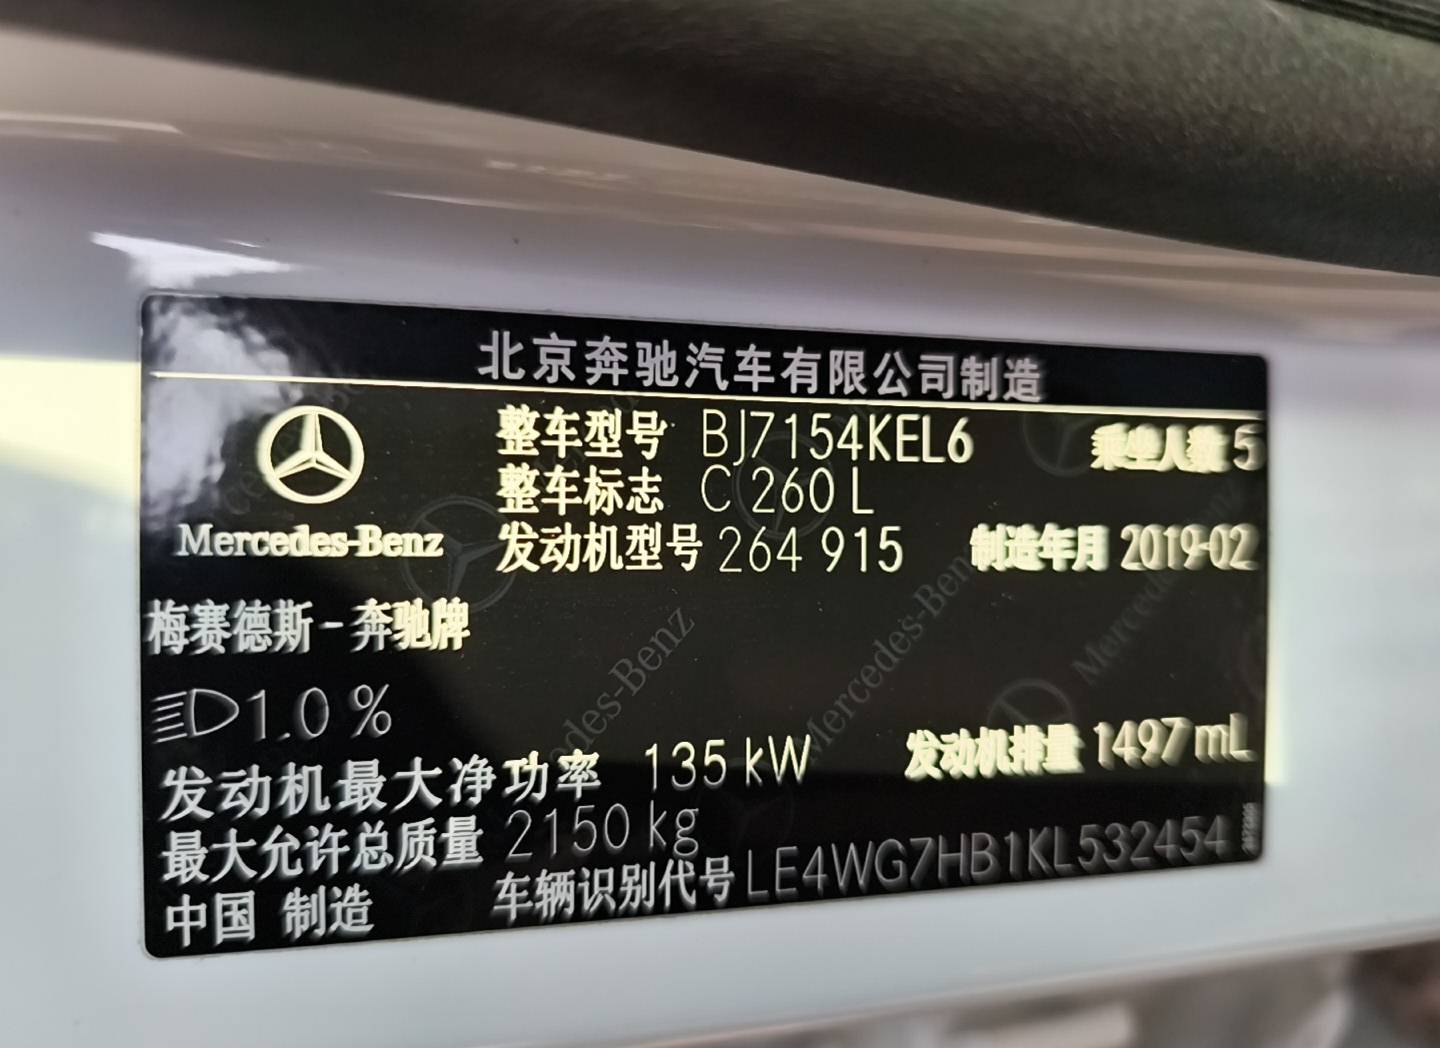 北京奔驰汽车有限公司制造
整车型号 BJ7154KEL6 乘坐人数 5
整车标志 C 260 L
Mercedes-Benz 发动机型号 264 915 制造年月 2019-02
梅赛德斯-奔驰牌
1.0 %
发动机最大净功率 135 kW 发动机排量 1497 mL
最大允许总质量 2150 kg
中国 制造 车辆识别代号 LE4WG7HB1KL532454
Mercedes-Benz
Mercedes-Benz